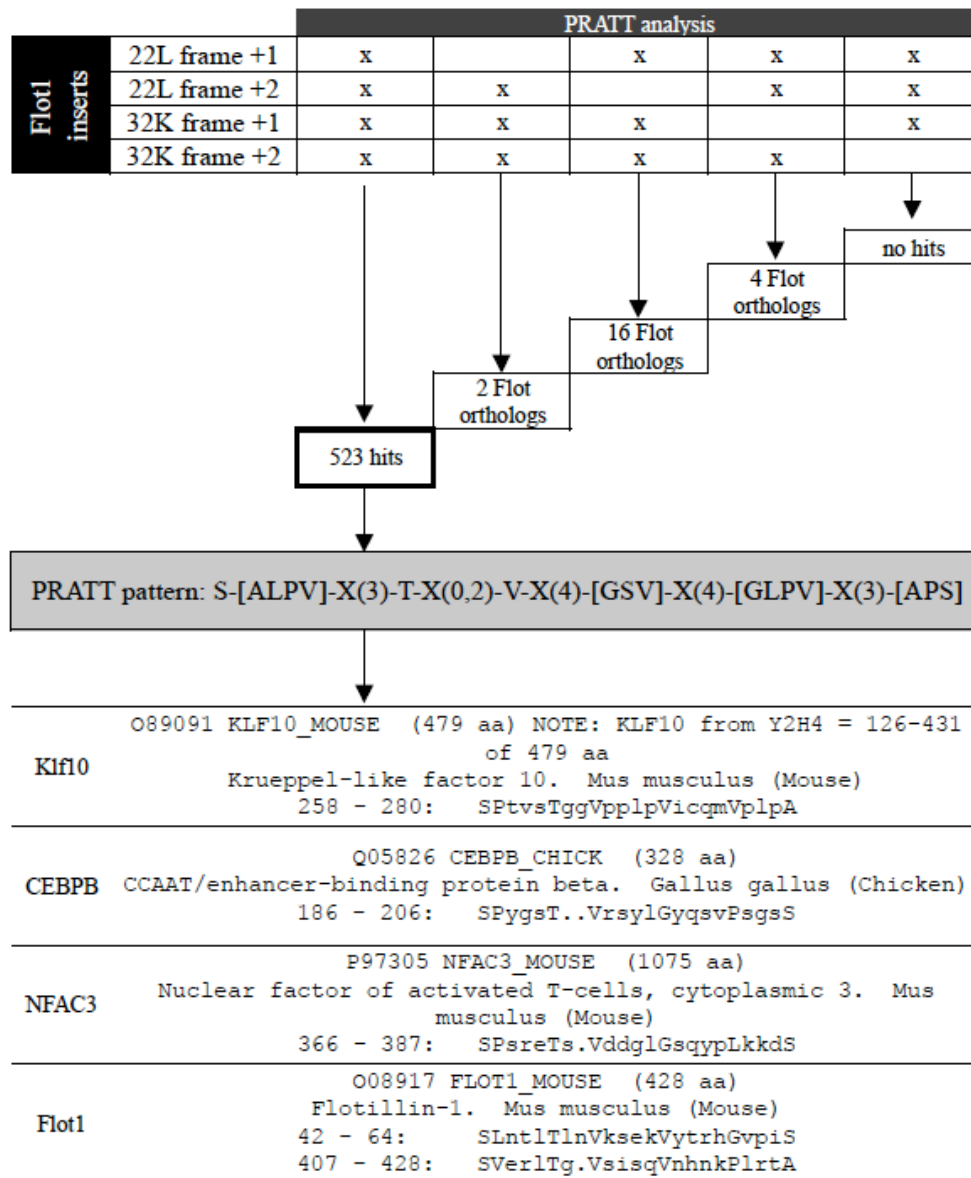 PRATT analysis
Flot1
inserts
22L frame +1 x x x x
22L frame +2 x x x x
32K frame +1 x x x x
32K frame +2 x x x x
no hits
4 Flot
orthologs
16 Flot
orthologs
2 Flot
orthologs
523 hits
PRATT pattern: S-[ALPV]-X(3)-T-X(0,2)-V-X(4)-[GSV]-X(4)-[GLPV]-X(3)-[APS]
Klf10
O89091 KLF10_MOUSE (479 aa) NOTE: KLF10 from Y2H4 = 126-431
of 479 aa
Krueppel-like factor 10. Mus musculus (Mouse)
258 - 280: SPtvsTggVpplpVicqmVplpA
CEBPB
Q05826 CEBPB_CHICK (328 aa)
CCAAT/enhancer-binding protein beta. Gallus gallus (Chicken)
186 - 206: SPygsT..VrsylGyqsvPsgsS
NFAC3
P97305 NFAC3_MOUSE (1075 aa)
Nuclear factor of activated T-cells, cytoplasmic 3. Mus
musculus (Mouse)
366 - 387: SPsreTs.VddglGsqypLkkdS
Flot1
O08917 FLOT1_MOUSE (428 aa)
Flotillin-1. Mus musculus (Mouse)
42 - 64: SLntlTlnVksekVytrhGvpiS
407 - 428: SVerlTg.VsisqVnhnkPlrtA